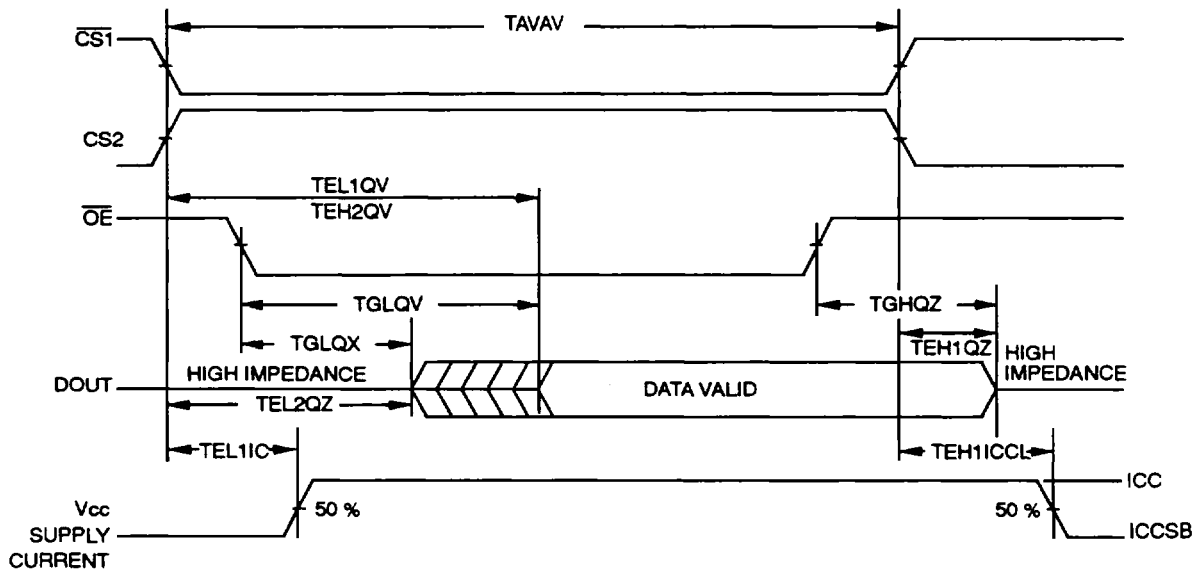 TAVAV
CS1
CS2
TEL1QV
TEH2QV
OE
TGLQV
TGHQZ
TGLQX
TEH1QZ
HIGH IMPEDANCE
HIGH
IMPEDANCE
DOUT
DATA VALID
TEL2QZ
TEL1IC
TEH1ICCL
ICC
Vcc
SUPPLY
CURRENT
50 %
50 %
ICCSB